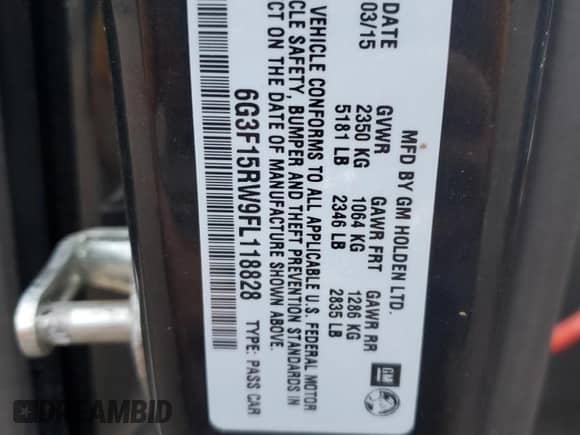 MFD BY GM HOLDEN LTD.
DATE GVWR GAWR FRT GAWR RR
03/15 2350 KG 1064 KG 1286 KG
5181 LB 2346 LB 2835 LB
VEHICLE CONFORMS TO ALL APPLICABLE U.S. FEDERAL MOTOR
CLE SAFETY, BUMPER AND THEFT PREVENTION STANDARDS IN
ECT ON THE DATE OF MANUFACTURE SHOWN ABOVE.
6G3F15RW9FL118828 TYPE: PASS CAR
GM
DREAMBID